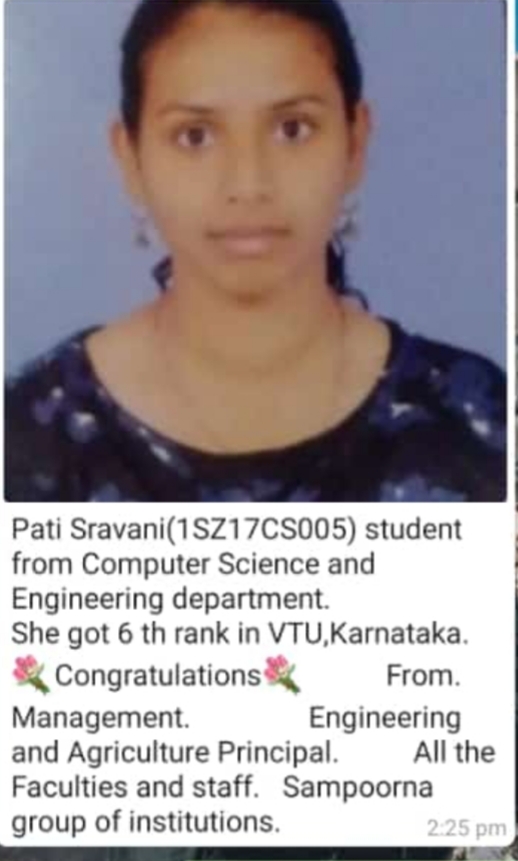 Pati Sravani(1SZ17CS005) student
from Computer Science and
Engineering department.
She got 6 th rank in VTU,Karnataka.
💐Congratulations💐 From.
Management. Engineering
and Agriculture Principal. All the
Faculties and staff. Sampoorna
group of institutions.
2:25 pm